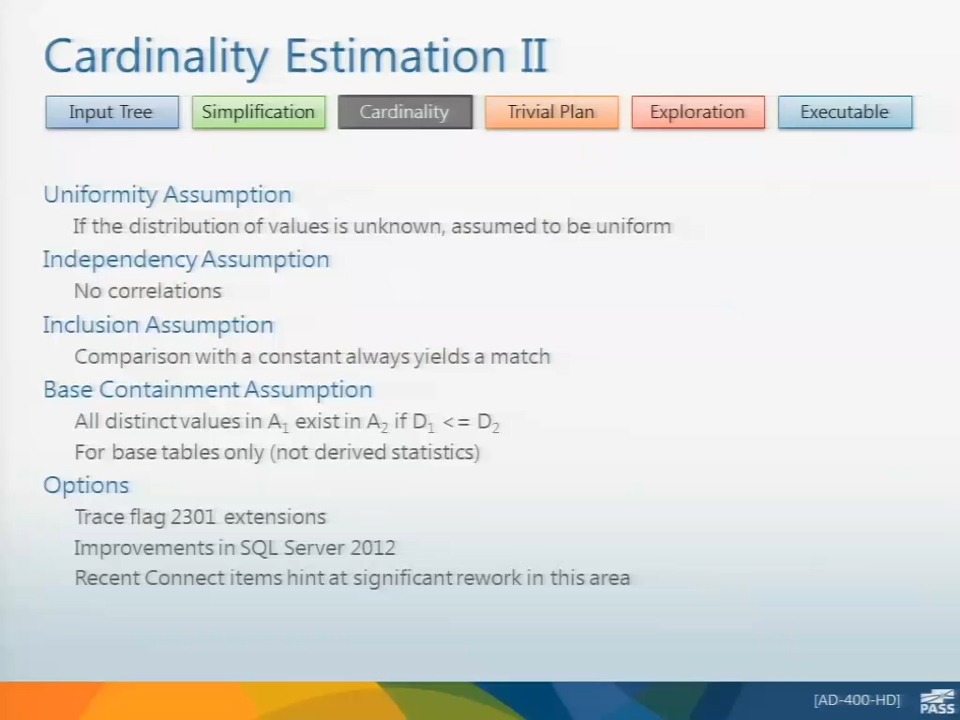 Cardinality Estimation II
Input Tree Simplification Cardinality Trivial Plan Exploration Executable
Uniformity Assumption
If the distribution of values is unknown, assumed to be uniform
Independency Assumption
No correlations
Inclusion Assumption
Comparison with a constant always yields a match
Base Containment Assumption
All distinct values in A₁ exist in A₂ if D₁ <= D₂
For base tables only (not derived statistics)
Options
Trace flag 2301 extensions
Improvements in SQL Server 2012
Recent Connect items hint at significant rework in this area
[AD-400-HD]
PASS